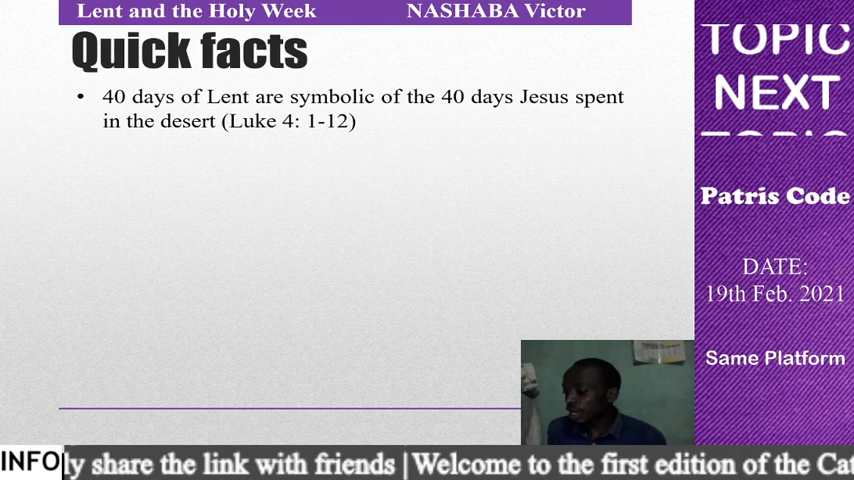 Lent and the Holy Week NASHABA Victor
Quick facts
• 40 days of Lent are symbolic of the 40 days Jesus spent
in the desert (Luke 4: 1-12)
TOPIC
NEXT
Patris Code
DATE:
19th Feb, 2021
Same Platform
INFO ly share the link with friends | Welcome to the first edition of the Cat